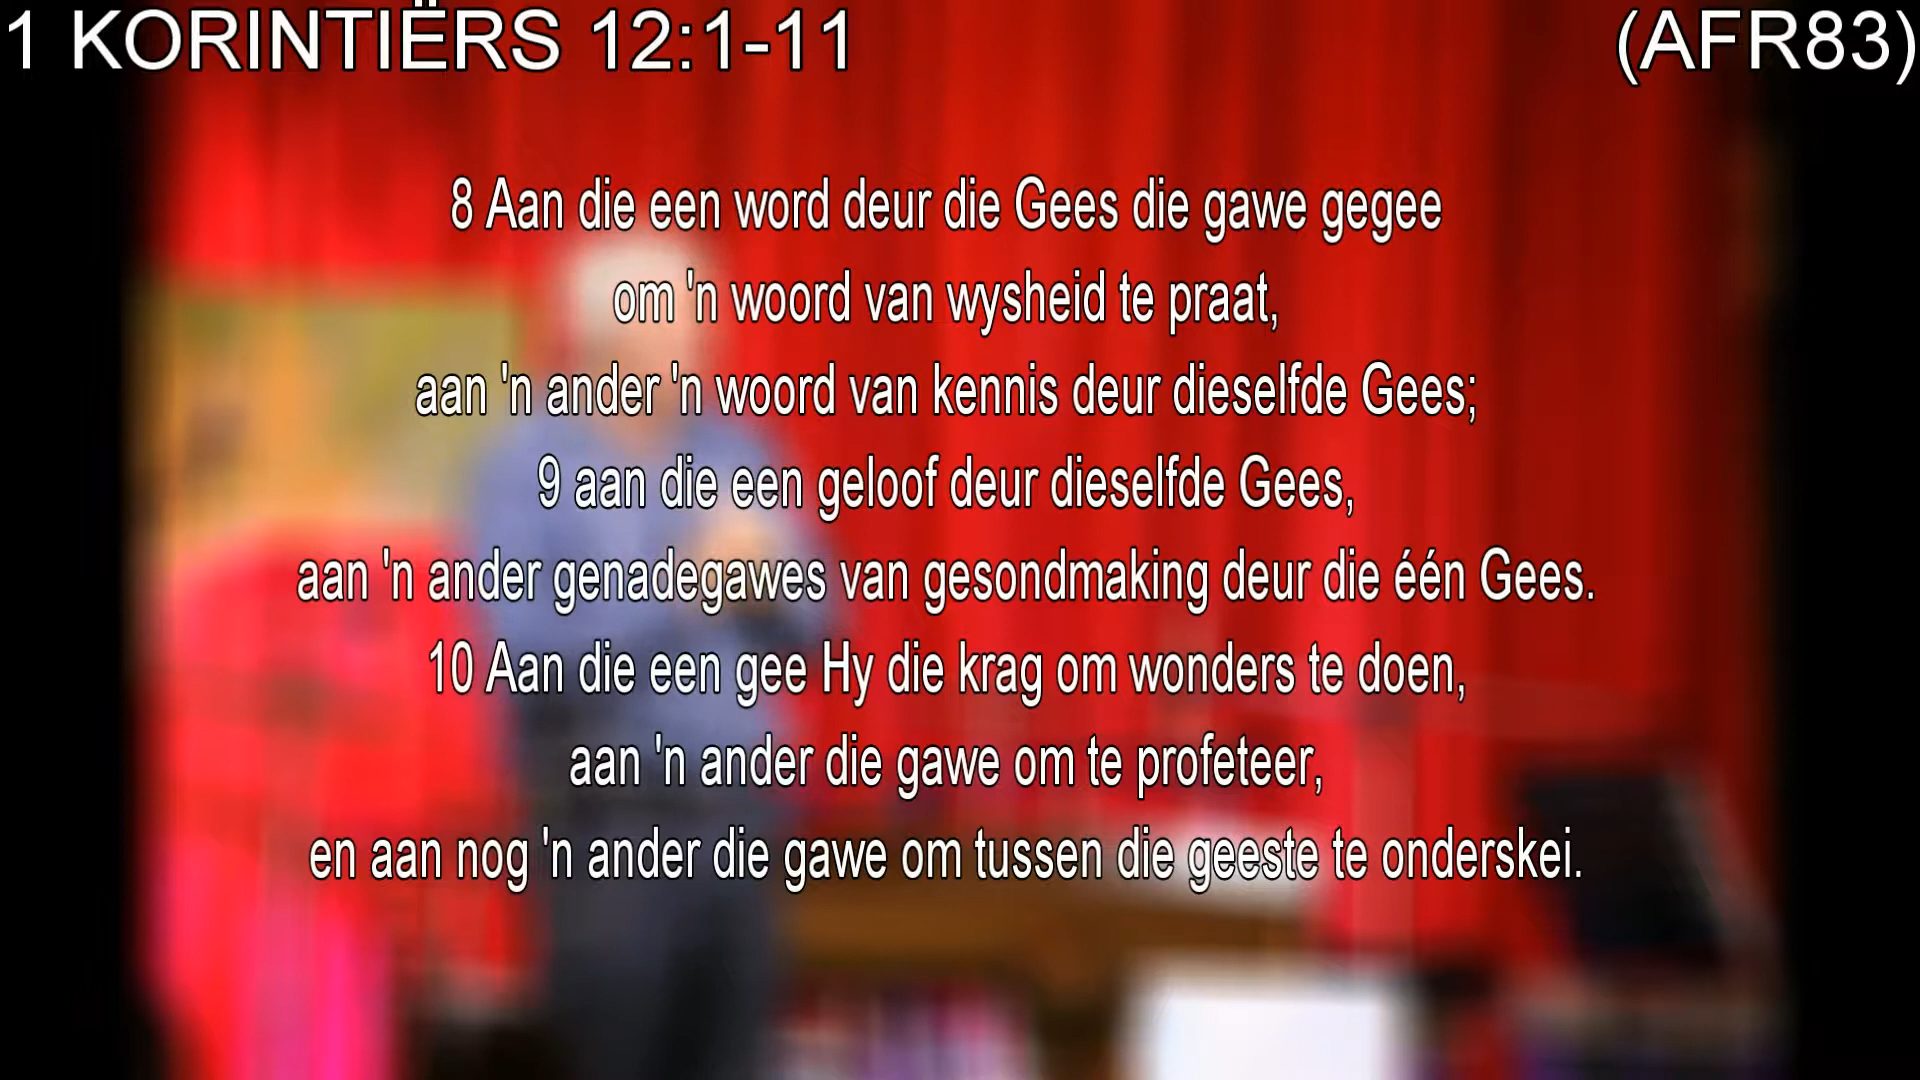 1 KORINTIËRS 12:1-11 (AFR83)
8 Aan die een word deur die Gees die gawe gegee
om 'n woord van wysheid te praat,
aan 'n ander 'n woord van kennis deur dieselfde Gees;
9 aan die een geloof deur dieselfde Gees,
aan 'n ander genadegawes van gesondmaking deur die één Gees.
10 Aan die een gee Hy die krag om wonders te doen,
aan 'n ander die gawe om te profeteer,
en aan nog 'n ander die gawe om tussen die geeste te onderskei.